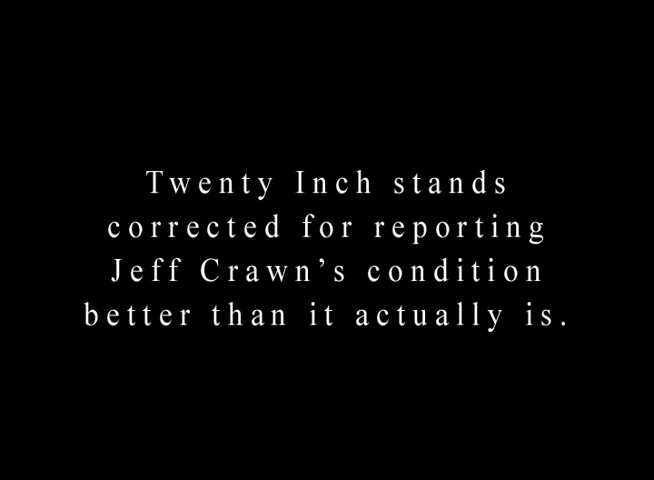 Twenty Inch stands
corrected for reporting
Jeff Crawn’s condition
better than it actually is.